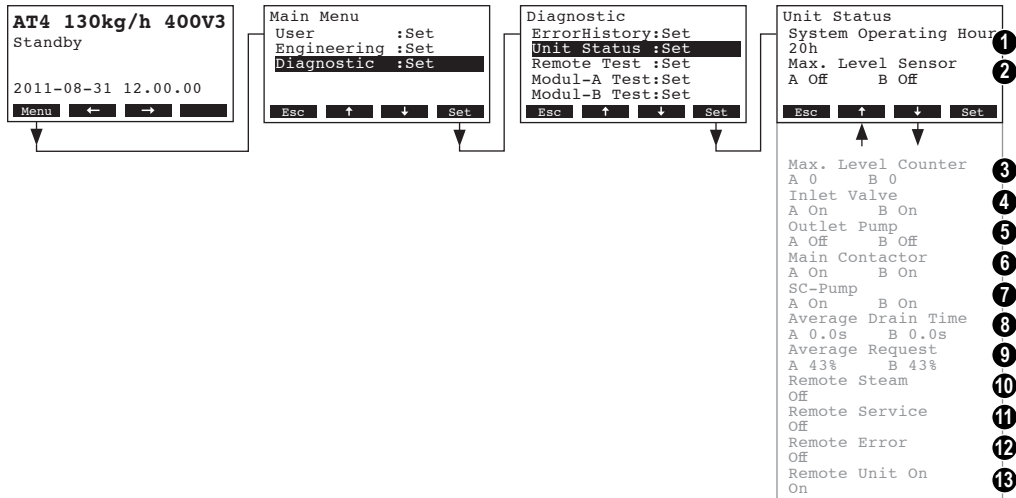 AT4 130kg/h 400V3
Standby
2011-08-31 12.00.00
Menu ← →
Main Menu
User :Set
Engineering :Set
Diagnostic :Set
Esc ↑ ↓ Set
Diagnostic
ErrorHistory:Set
Unit Status :Set
Remote Test :Set
Modul-A Test:Set
Modul-B Test:Set
Esc ↑ ↓ Set
Unit Status
System Operating Hour 1
20h
Max. Level Sensor 2
A Off B Off
Esc ↑ ↓ Set
Max. Level Counter 3
A 0 B 0
Inlet Valve 4
A On B On
Outlet Pump 5
A Off B Off
Main Contactor 6
A On B On
SC-Pump 7
A On B On
Average Drain Time 8
A 0.0s B 0.0s
Average Request 9
A 43% B 43%
Remote Steam 10
Off
Remote Service 11
Off
Remote Error 12
Off
Remote Unit On 13
On